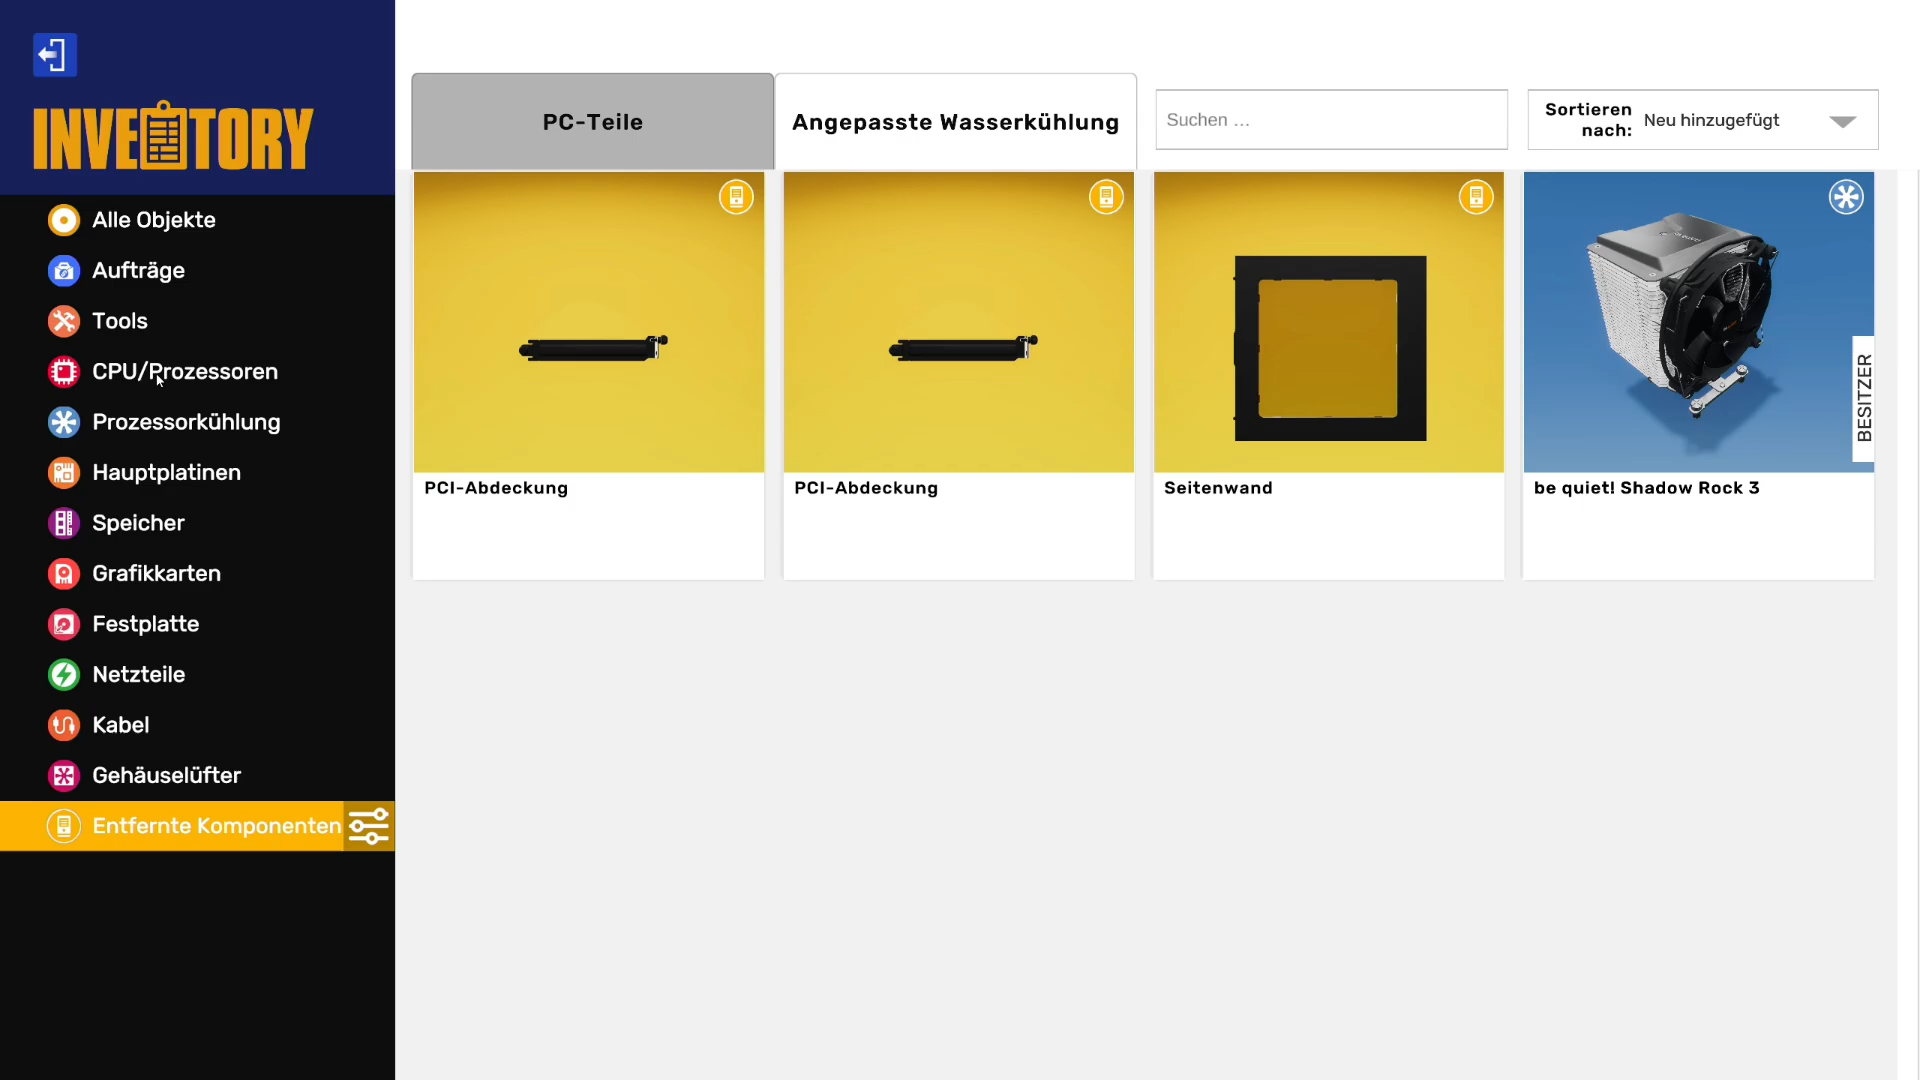 INVENTORY
Alle Objekte
Aufträge
Tools
CPU/Prozessoren
Prozessorkühlung
Hauptplatinen
Speicher
Grafikkarten
Festplatte
Netzteile
Kabel
Gehäuselüfter
Entfernte Komponenten
PC-Teile
Angepasste Wasserkühlung
Suchen ...
Sortieren
nach:
Neu hinzugefügt
PCI-Abdeckung
PCI-Abdeckung
Seitenwand
BESITZER
be quiet! Shadow Rock 3